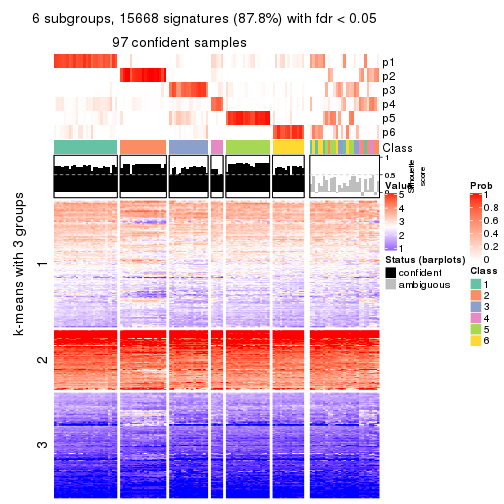 6 subgroups, 15668 signatures (87.8%) with fdr < 0.05
97 confident samples
p1
p2
p3
p4
p5
p6
Class
1
0.5
0
Silhouette
score
k-means with 3 groups
1
2
3
Value
5
4
3
2
1
Status (barplots)
confident
ambiguous
Prob
1
0.8
0.6
0.4
0.2
0
Class
1
2
3
4
5
6